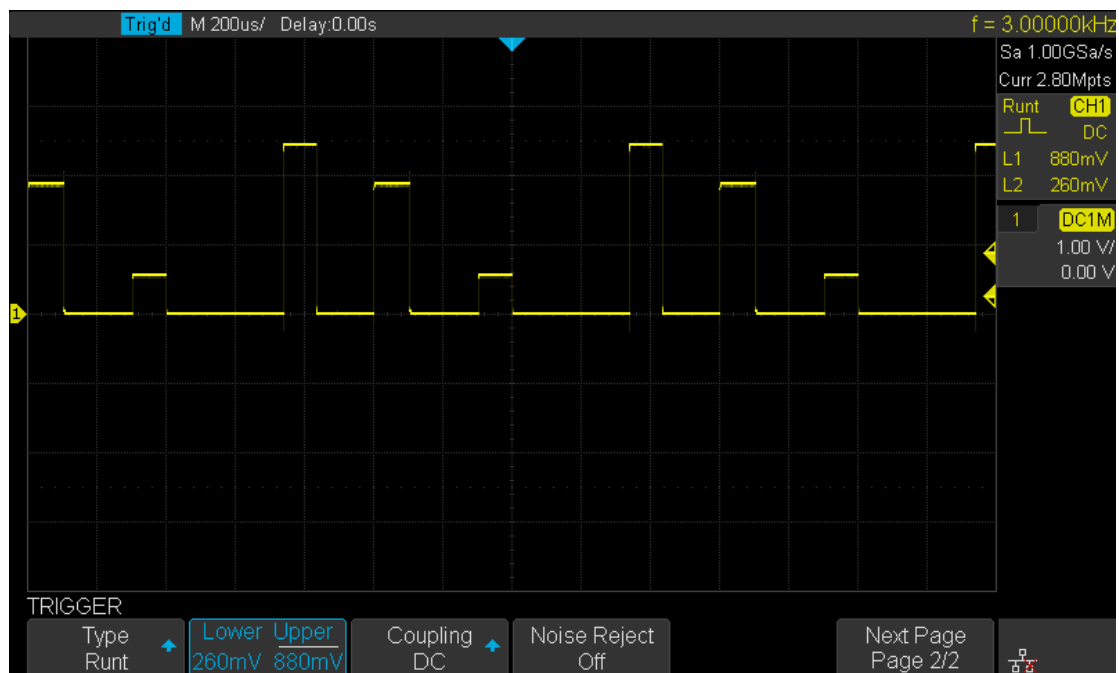 Trig'd M 200us/ Delay:0.00s f = 3.00000kHz
Sa 1.00GSa/s
Curr 2.80Mpts
Runt CH1
DC
L1 880mV
L2 260mV
1 DC1M
1.00 V/
0.00 V
1
TRIGGER
Type
Runt
Lower Upper
260mV 880mV
Coupling
DC
Noise Reject
Off
Next Page
Page 2/2